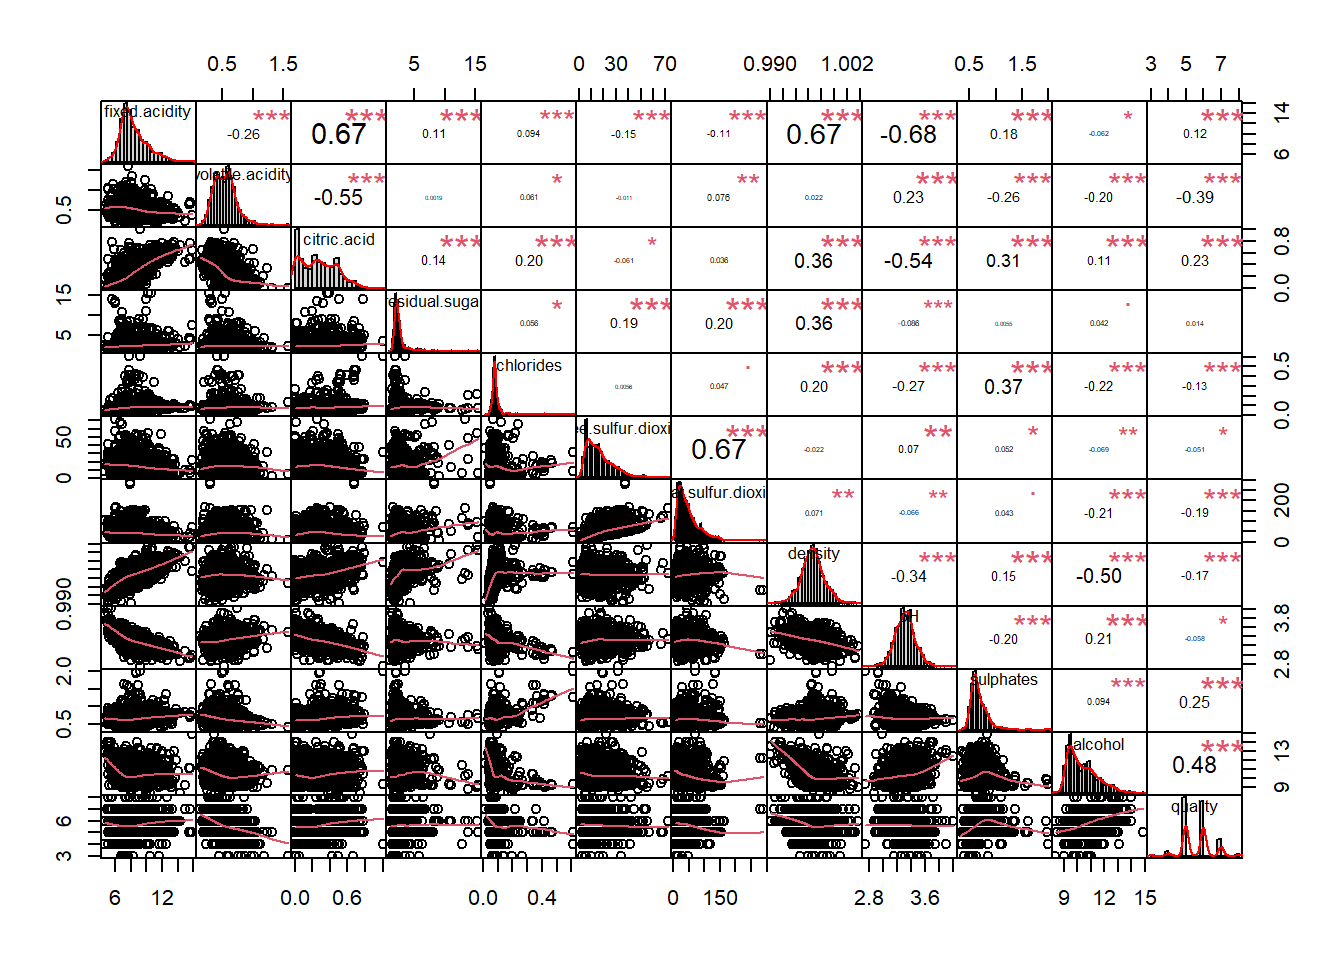 0.5 1.5 5 15 0 30 70 0.990 1.002 0.5 1.5 3 5 7
fixed.acidity -0.26 *** 0.67 *** 0.11 *** 0.094 *** -0.15 *** -0.11 *** 0.67 *** -0.68 *** 0.18 *** -0.062 * 0.12 *** 6 14
0.5 volatile.acidity -0.55 *** 0.0019 0.061 * -0.011 0.076 ** 0.022 0.23 *** -0.26 *** -0.20 *** -0.39 ***
citric.acid 0.14 *** 0.20 *** -0.061 * 0.036 0.36 *** -0.54 *** 0.31 *** 0.11 *** 0.23 *** 0.0 0.8
5 15 residual.suga 0.056 * 0.19 *** 0.20 *** 0.36 *** -0.086 *** 0.0055 0.042 . 0.014
chlorides 0.0056 0.047 . 0.20 *** -0.27 *** 0.37 *** -0.22 *** -0.13 *** 0.0 0.5
0 50 ee.sulfur.dioxi 0.67 *** -0.022 0.07 ** 0.052 * -0.069 ** -0.051 *
al.sulfur.dioxi 0.071 ** -0.066 ** 0.043 . -0.21 *** -0.19 *** 0 200
0.990 density -0.34 *** 0.15 *** -0.50 *** -0.17 ***
pH -0.20 *** 0.21 *** -0.058 * 2.8 3.8
0.5 2.0 sulphates 0.094 *** 0.25 ***
alcohol 0.48 *** 9 13
3 6 quality
6 12 0.0 0.6 0.0 0.4 0 150 2.8 3.6 9 12 15